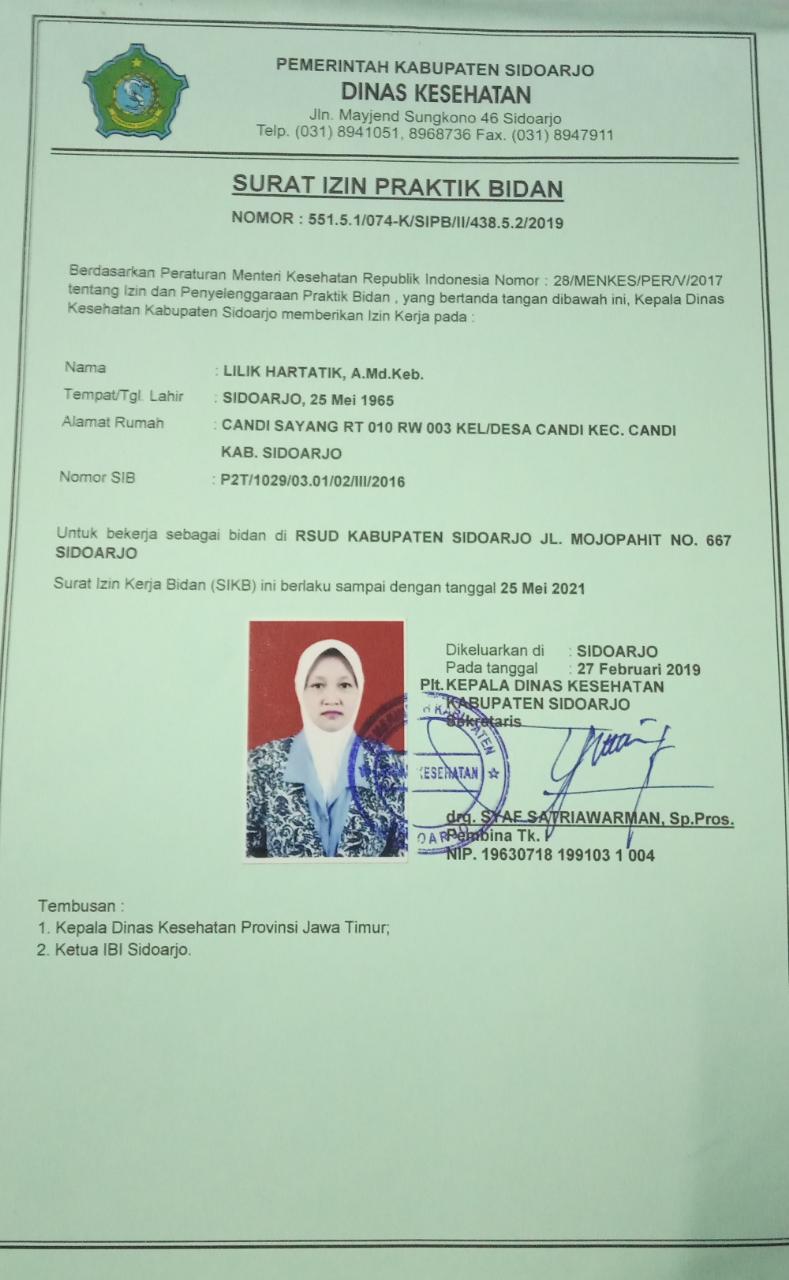 PEMERINTAH KABUPATEN SIDOARJO
DINAS KESEHATAN
Jln. Mayjend Sungkono 46 Sidoarjo
Telp. (031) 8941051, 8968736 Fax. (031) 8947911
SURAT IZIN PRAKTIK BIDAN
NOMOR : 551.5.1/074-K/SIPB/II/438.5.2/2019
Berdasarkan Peraturan Menteri Kesehatan Republik Indonesia Nomor : 28/MENKES/PER/V/2017
tentang Izin dan Penyelenggaraan Praktik Bidan , yang bertanda tangan dibawah ini, Kepala Dinas
Kesehatan Kabupaten Sidoarjo memberikan Izin Kerja pada :
Nama : LILIK HARTATIK, A.Md.Keb.
Tempat/Tgl. Lahir : SIDOARJO, 25 Mei 1965
Alamat Rumah : CANDI SAYANG RT 010 RW 003 KEL/DESA CANDI KEC. CANDI
KAB. SIDOARJO
Nomor SIB : P2T/1029/03.01/02/III/2016
Untuk bekerja sebagai bidan di RSUD KABUPATEN SIDOARJO JL. MOJOPAHIT NO. 667
SIDOARJO
Surat Izin Kerja Bidan (SIKB) ini berlaku sampai dengan tanggal 25 Mei 2021
Dikeluarkan di : SIDOARJO
Pada tanggal : 27 Februari 2019
Plt. KEPALA DINAS KESEHATAN
KABUPATEN SIDOARJO
Sekretaris
KABUPATEN
KESEHATAN
drg. SYAF SATRIAWARMAN, Sp.Pros.
Pembina Tk. I
NIP. 19630718 199103 1 004
Tembusan :
1. Kepala Dinas Kesehatan Provinsi Jawa Timur;
2. Ketua IBI Sidoarjo.